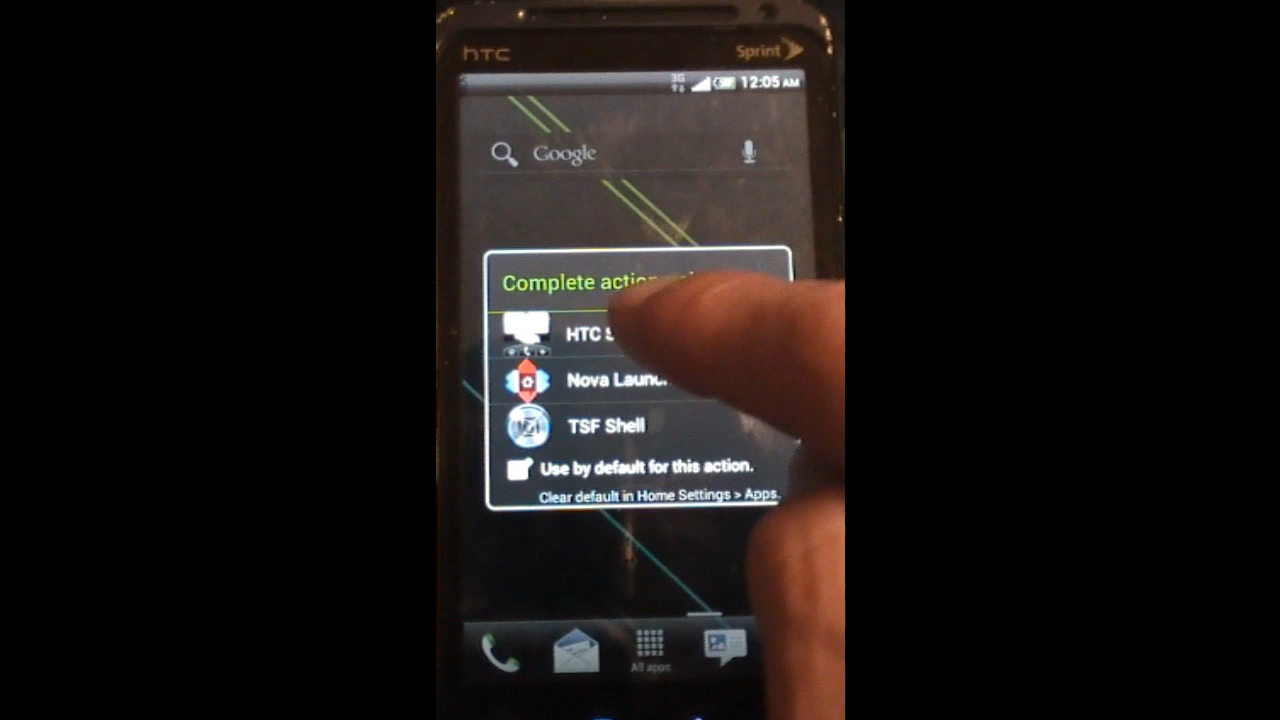 hTC Sprint
3G 12:05 AM
Google
Complete action
HTC S
Nova Launc
TSF Shell
Use by default for this action.
Clear default in Home Settings > Apps.
All apps